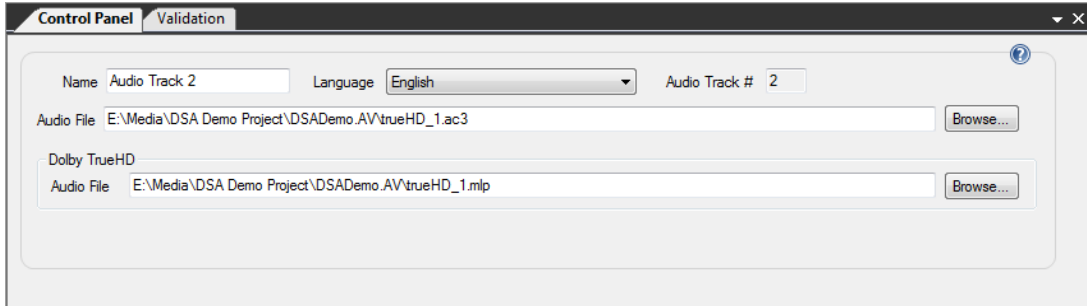 Control Panel Validation
Name Audio Track 2 Language English Audio Track # 2
Audio File E:\Media\DSA Demo Project\DSADemo.AV\trueHD_1.ac3 Browse...
Dolby TrueHD
Audio File E:\Media\DSA Demo Project\DSADemo.AV\trueHD_1.mlp Browse...